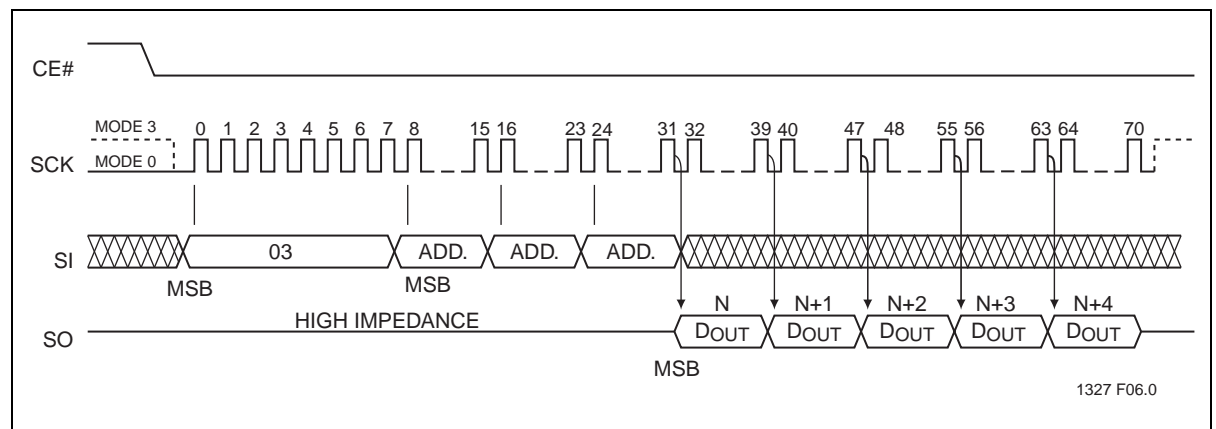 CE#
MODE 3
0 1 2 3 4 5 6 7 8 15 16 23 24 31 32 39 40 47 48 55 56 63 64 70
SCK
MODE 0
SI
03
ADD. ADD. ADD.
MSB
MSB
N N+1 N+2 N+3 N+4
HIGH IMPEDANCE
SO
DOUT DOUT DOUT DOUT DOUT
MSB
1327 F06.0